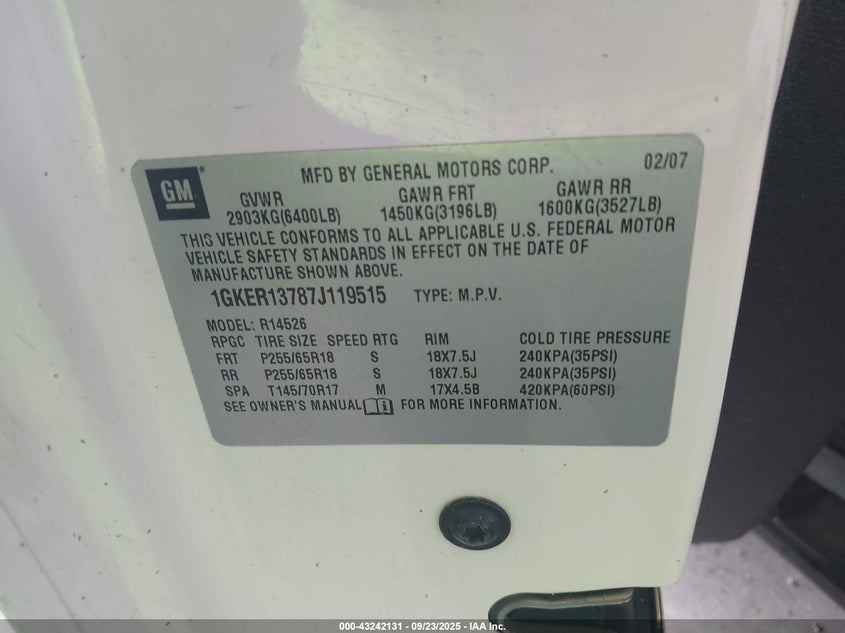 GM
MFD BY GENERAL MOTORS CORP. 02/07
GVWR GAWR FRT GAWR RR
2903KG(6400LB) 1450KG(3196LB) 1600KG(3527LB)
THIS VEHICLE CONFORMS TO ALL APPLICABLE U.S. FEDERAL MOTOR
VEHICLE SAFETY STANDARDS IN EFFECT ON THE DATE OF
MANUFACTURE SHOWN ABOVE.
1GKER13787J119515 TYPE: M.P.V.
MODEL: R14526
RPGC TIRE SIZE SPEED RTG RIM COLD TIRE PRESSURE
FRT P255/65R18 S 18X7.5J 240KPA(35PSI)
RR P255/65R18 S 18X7.5J 240KPA(35PSI)
SPA T145/70R17 M 17X4.5B 420KPA(60PSI)
SEE OWNER'S MANUAL FOR MORE INFORMATION.
000-43242131 - 09/23/2025 - IAA Inc.